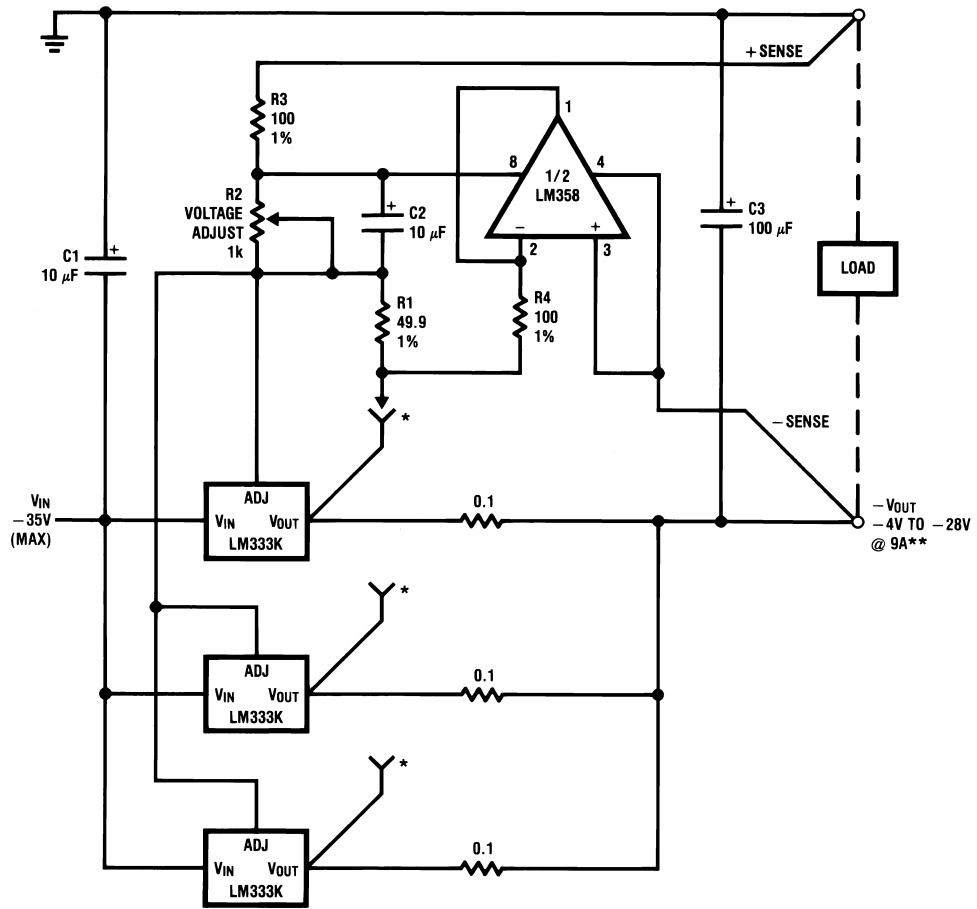 + SENSE
R3
100
1%
1
8
4
1/2
LM358
R2
VOLTAGE
ADJUST
1k
+
C2
10 μF
−
+
2
3
+
C3
100 μF
+
C1
10 μF
LOAD
R1
49.9
1%
R4
100
1%
*
− SENSE
VIN
−35V
(MAX)
ADJ
VIN VOUT
LM333K
0.1
−VOUT
−4V TO −28V
@ 9A**
*
ADJ
VIN VOUT
LM333K
0.1
*
ADJ
VIN VOUT
LM333K
0.1